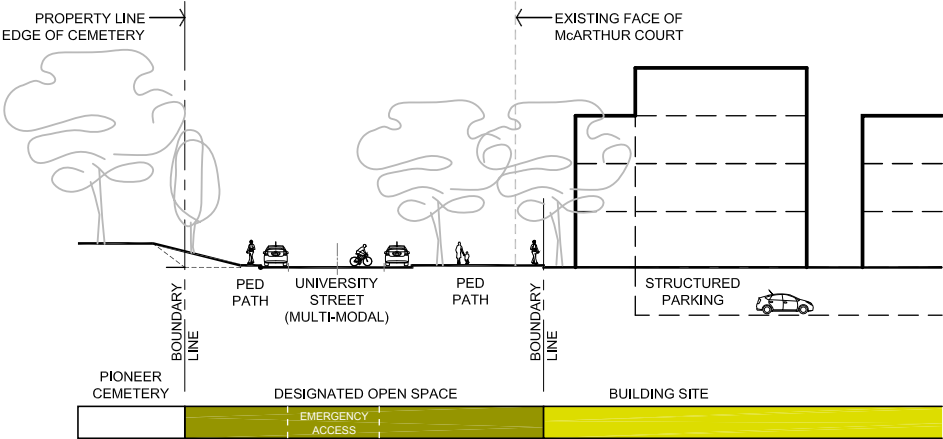 PROPERTY LINE
EDGE OF CEMETERY
EXISTING FACE OF
McARTHUR COURT
PED
PATH
UNIVERSITY
STREET
(MULTI-MODAL)
PED
PATH
STRUCTURED
PARKING
BOUNDARY
LINE
BOUNDARY
LINE
PIONEER
CEMETERY
DESIGNATED OPEN SPACE
BUILDING SITE
EMERGENCY
ACCESS